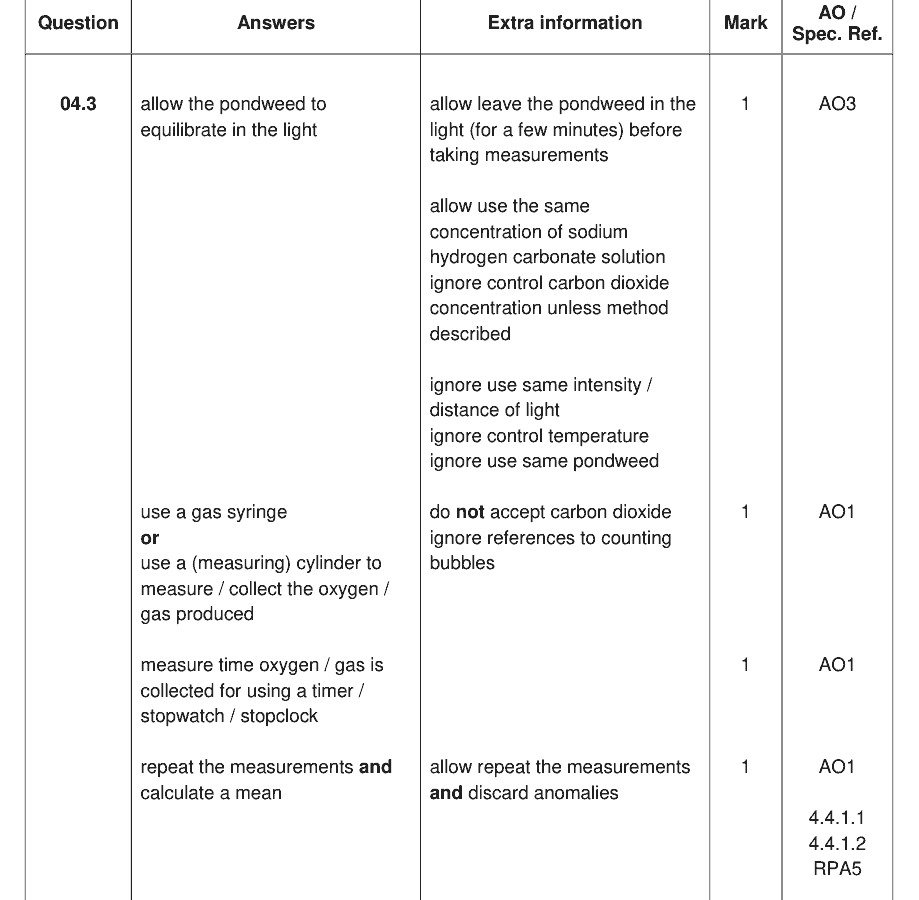 Question Answers Extra information Mark AO /
Spec. Ref.
04.3 allow the pondweed to allow leave the pondweed in the 1 AO3
equilibrate in the light light (for a few minutes) before
taking measurements
allow use the same
concentration of sodium
hydrogen carbonate solution
ignore control carbon dioxide
concentration unless method
described
ignore use same intensity /
distance of light
ignore control temperature
ignore use same pondweed
use a gas syringe do not accept carbon dioxide 1 AO1
or ignore references to counting
use a (measuring) cylinder to bubbles
measure / collect the oxygen /
gas produced
measure time oxygen / gas is 1 AO1
collected for using a timer /
stopwatch / stopclock
repeat the measurements and allow repeat the measurements 1 AO1
calculate a mean and discard anomalies
4.4.1.1
4.4.1.2
RPA5